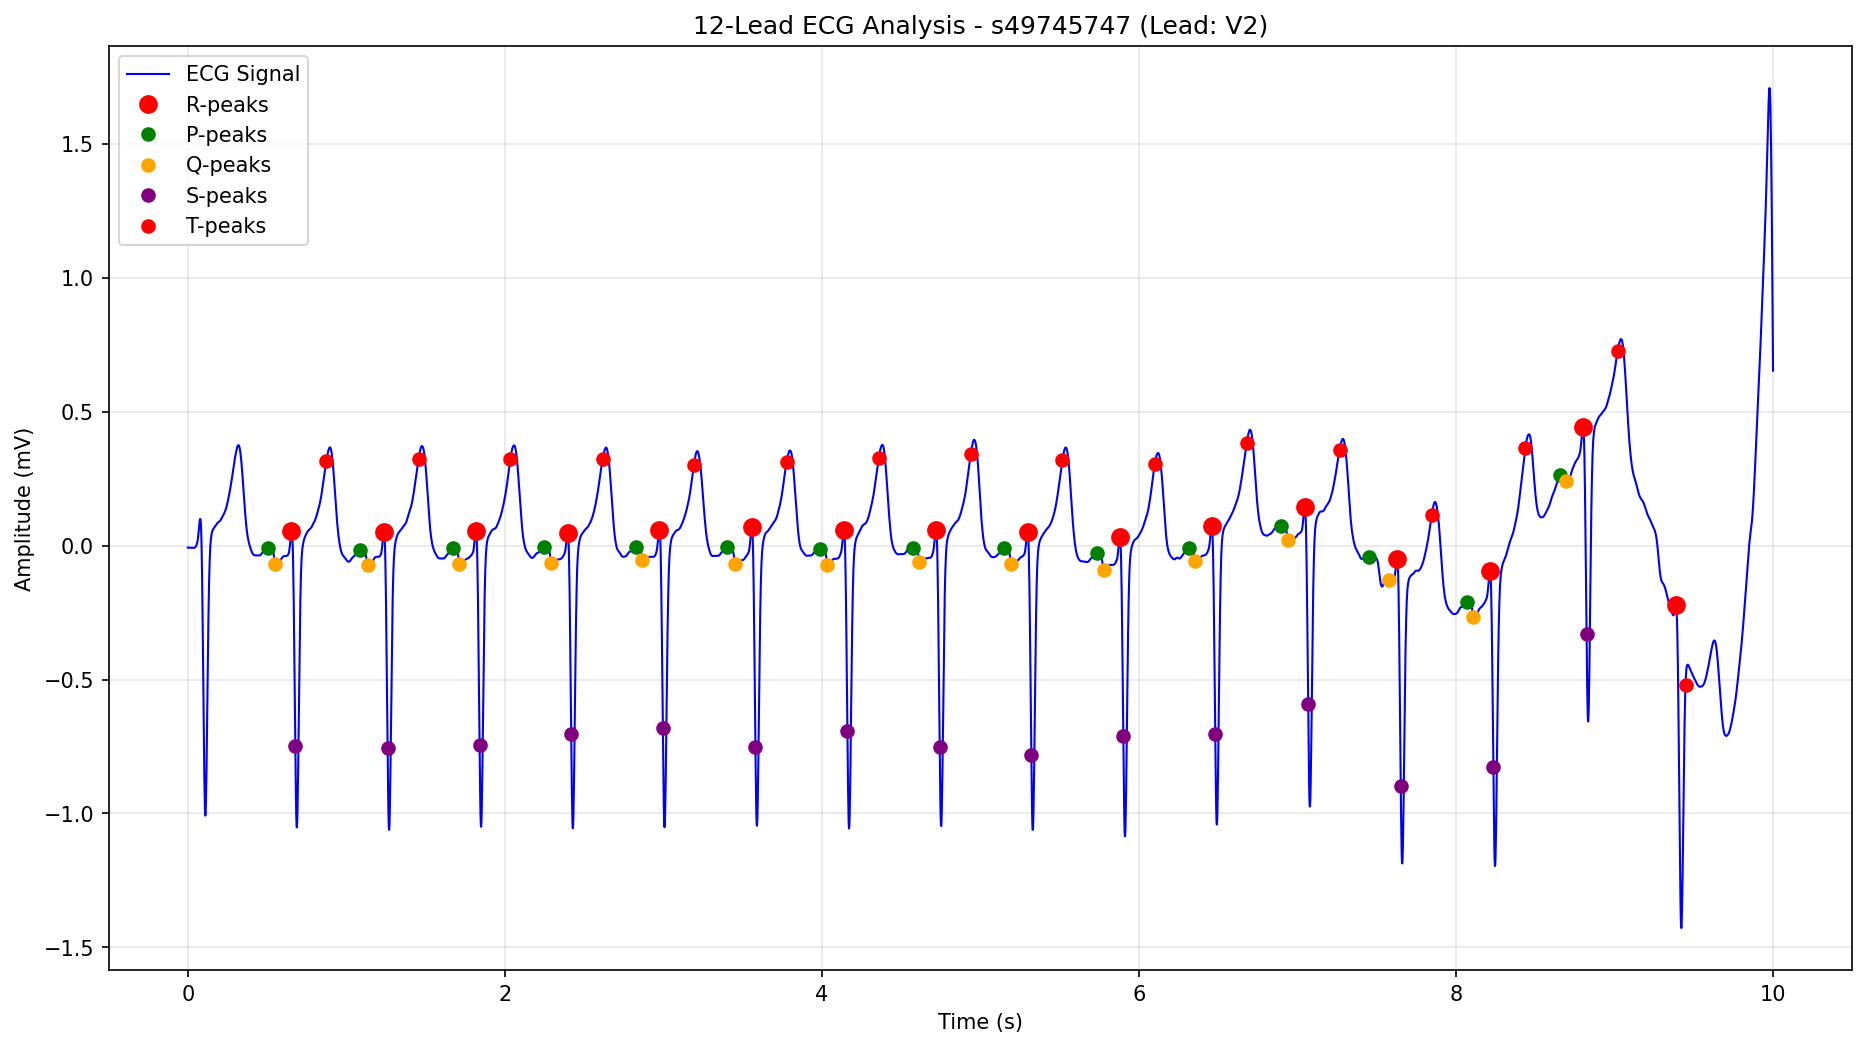 12-Lead ECG Analysis - s49745747 (Lead: V2)
ECG Signal
R-peaks
P-peaks
Q-peaks
S-peaks
T-peaks
Amplitude (mV)
1.5
1.0
0.5
0.0
−0.5
−1.0
−1.5
0 2 4 6 8 10
Time (s)